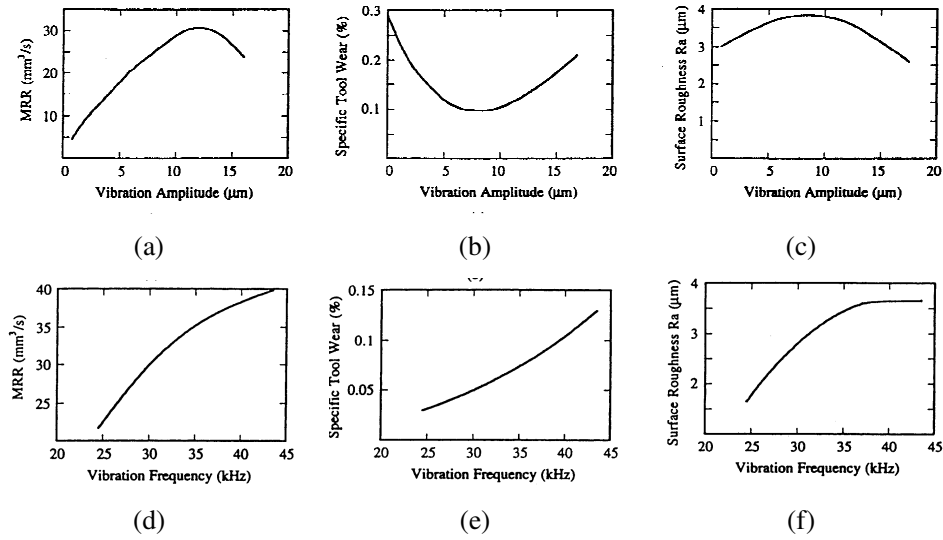 MRR (mm³/s)
30
20
10
0 5 10 15 20
Vibration Amplitude (μm)
(a)
Specific Tool Wear (%)
0.3
0.2
0.1
0 5 10 15 20
Vibration Amplitude (μm)
(b)
Surface Roughness Ra (μm)
4
3
2
1
0 5 10 15 20
Vibration Amplitude (μm)
(c)
MRR (mm³/s)
40
35
30
25
20 25 30 35 40 45
Vibration Frequency (kHz)
(d)
Specific Tool Wear (%)
0.15
0.1
0.05
20 25 30 35 40 45
Vibration Frequency (kHz)
(e)
Surface Roughness Ra (μm)
4
3
2
20 25 30 35 40 45
Vibration Frequency (kHz)
(f)